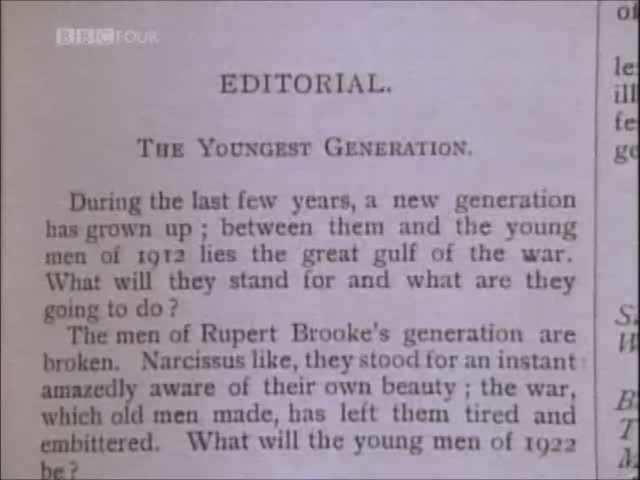 BBC FOUR
EDITORIAL.
THE YOUNGEST GENERATION.
During the last few years, a new generation
has grown up ; between them and the young
men of 1912 lies the great gulf of the war.
What will they stand for and what are they
going to do ?
The men of Rupert Brooke's generation are
broken. Narcissus like, they stood for an instant
amazedly aware of their own beauty ; the war,
which old men made, has left them tired and
embittered. What will the young men of 1922
be ?